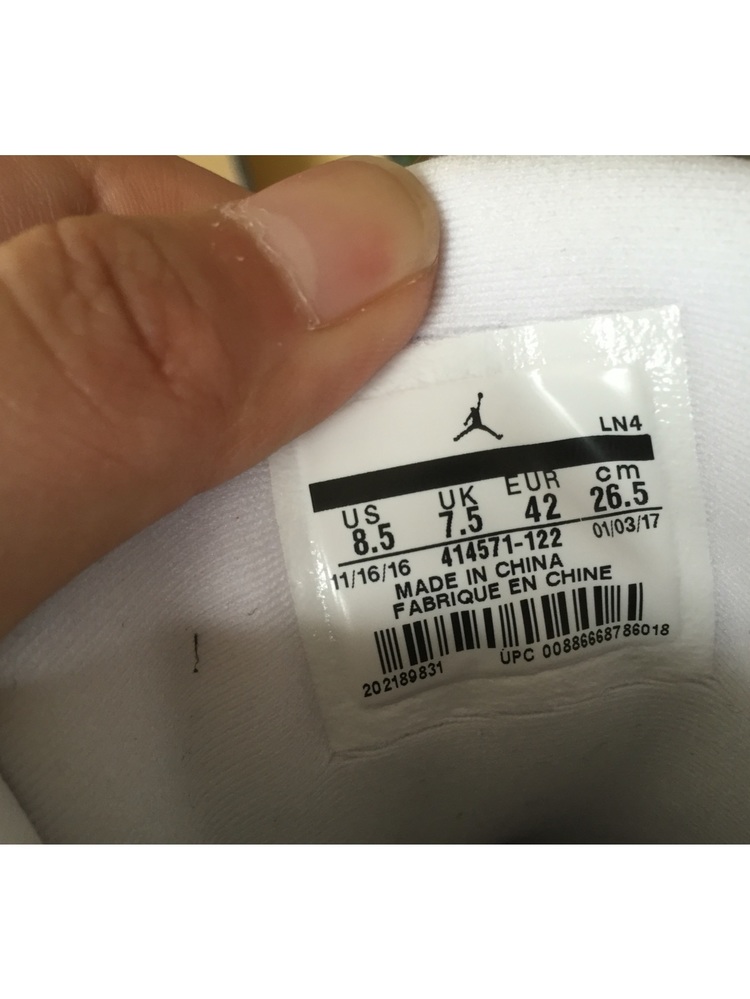 LN4
US UK EUR cm
8.5 7.5 42 26.5
11/16/16 414571-122 01/03/17
MADE IN CHINA
FABRIQUE EN CHINE
202189831 UPC 00886668786018